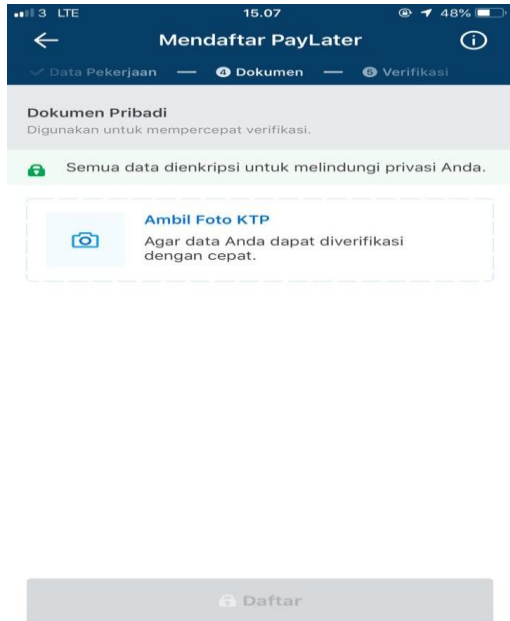 3 LTE 15.07 48%
Mendaftar PayLater
Data Pekerjaan — 4 Dokumen — 5 Verifikasi
Dokumen Pribadi
Digunakan untuk mempercepat verifikasi.
Semua data dienkripsi untuk melindungi privasi Anda.
Ambil Foto KTP
Agar data Anda dapat diverifikasi
dengan cepat.
Daftar